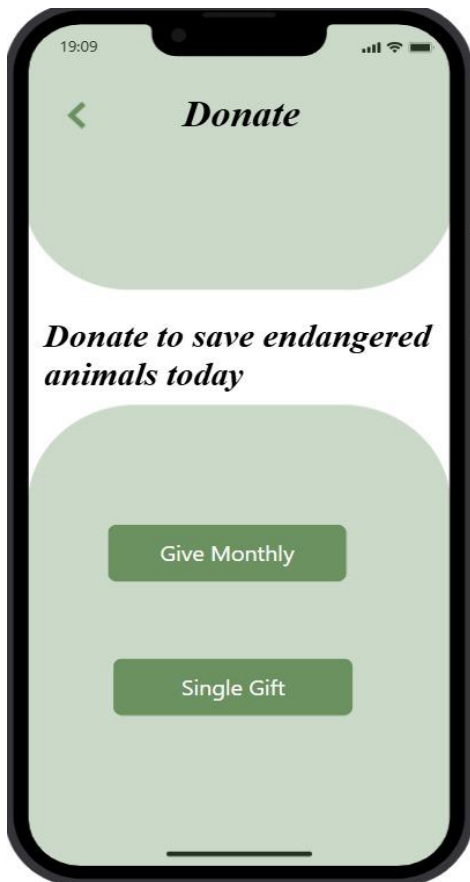 19:09
Donate
Donate to save endangered
animals today
Give Monthly
Single Gift